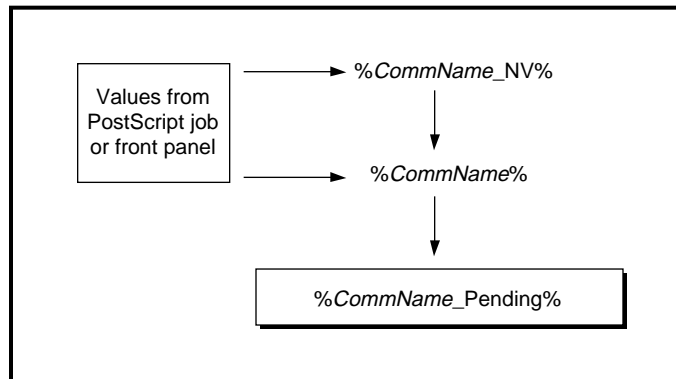 Values from
PostScript job
or front panel
%CommName_NV%
%CommName%
%CommName_Pending%